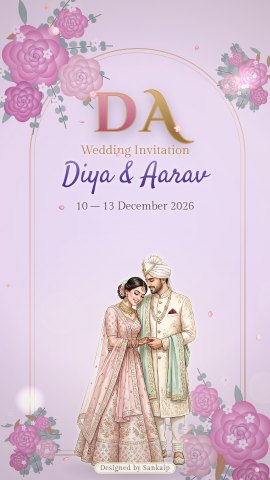 DA
Wedding Invitation
Diya & Aarav
10 — 13 December 2026
Designed by Sankalp